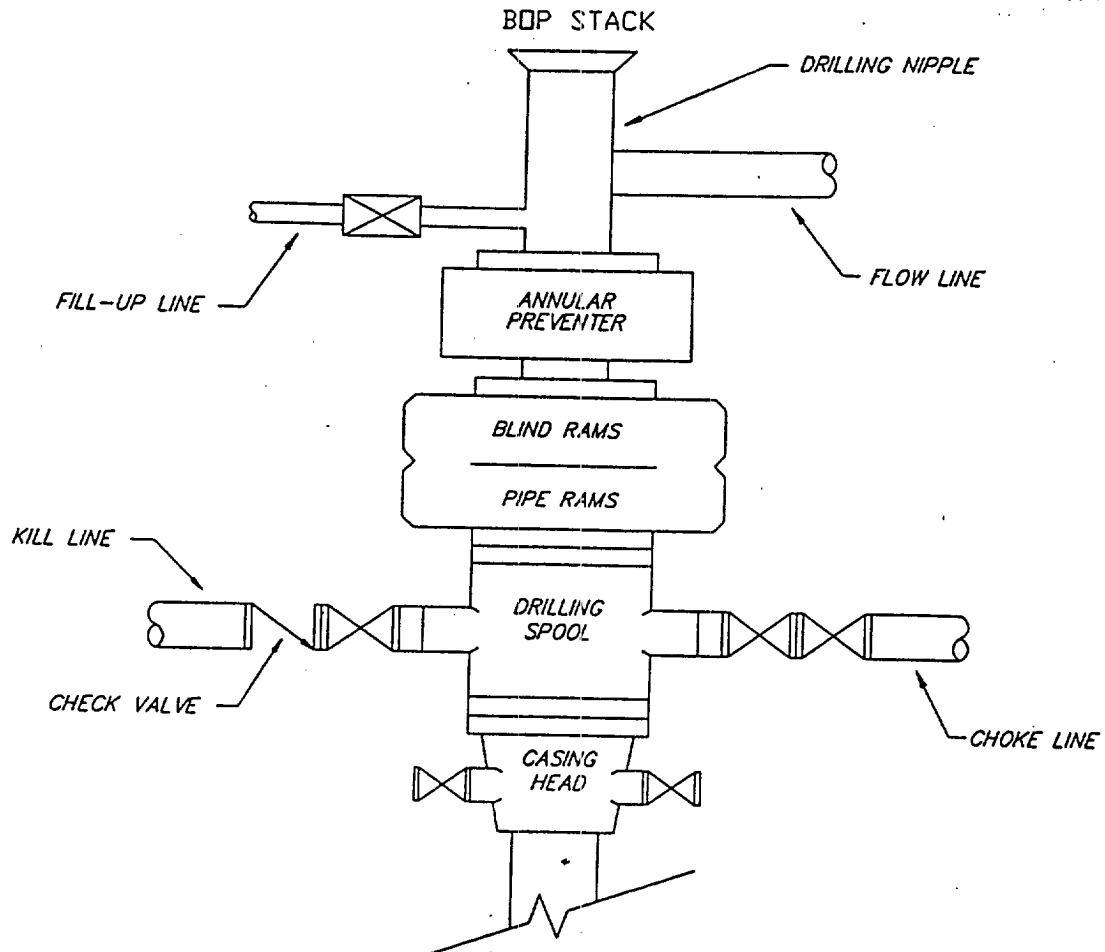 BOP STACK
DRILLING NIPPLE
FLOW LINE
FILL-UP LINE
ANNULAR
PREVENTER
BLIND RAMS
PIPE RAMS
KILL LINE
DRILLING
SPOOL
CHECK VALVE
CHOKE LINE
CASING
HEAD